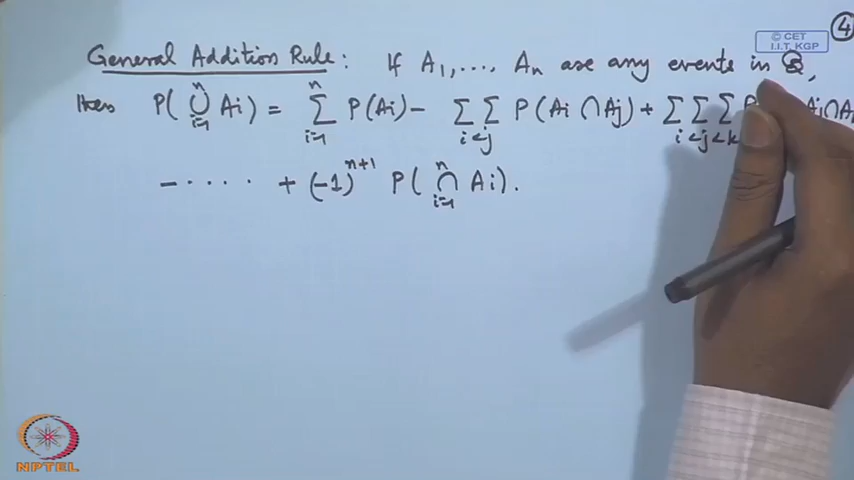 ④
© CET
I.I.T. KGP
General Addition Rule : If A₁, ..., Aₙ are any events in
then P( ⋃ᵢ₌₁ⁿ Aᵢ ) = ∑ᵢ₌₁ⁿ P(Aᵢ) − ∑∑_{i<j} P(Aᵢ ∩ Aⱼ) + ∑∑∑_{i<j<k}
− · · · · + (−1)ⁿ⁺¹ P( ⋂ᵢ₌₁ⁿ Aᵢ ).
NPTEL